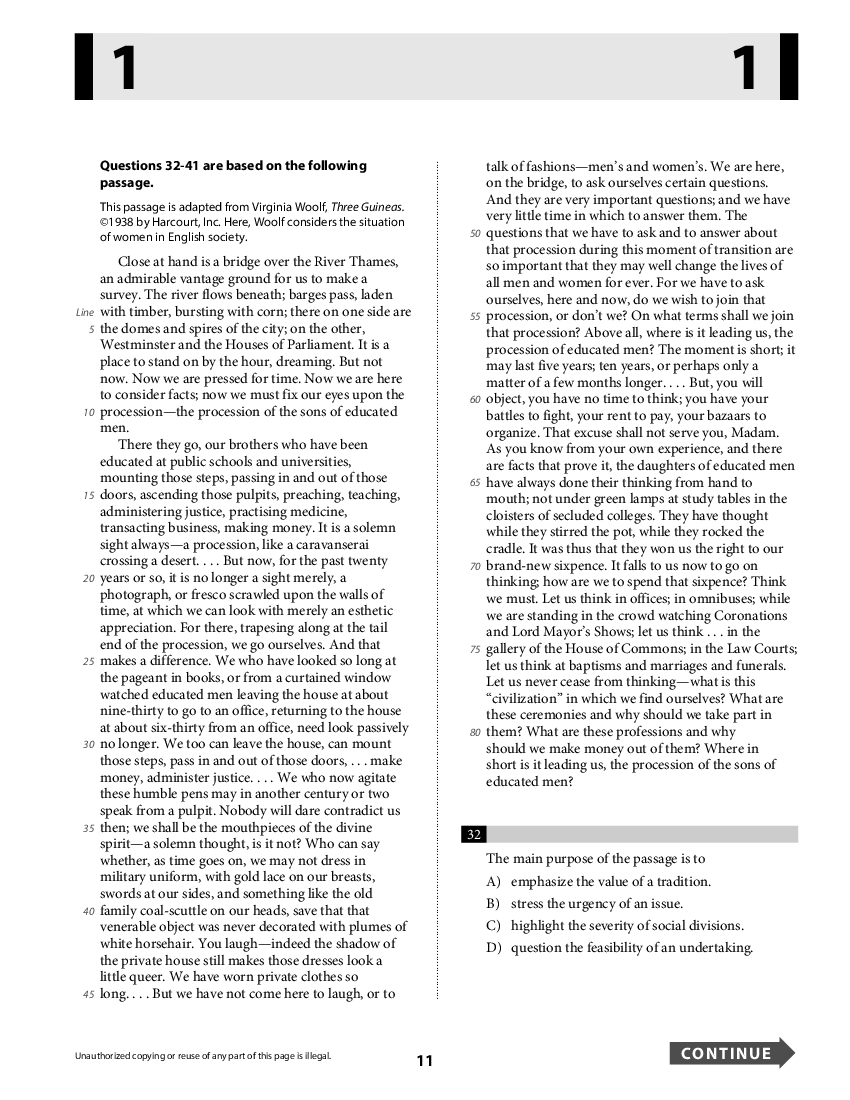 1
1
Questions 32-41 are based on the following
passage.
This passage is adapted from Virginia Woolf, Three Guineas.
©1938 by Harcourt, Inc. Here, Woolf considers the situation
of women in English society.
Close at hand is a bridge over the River Thames,
an admirable vantage ground for us to make a
survey. The river flows beneath; barges pass, laden
Line with timber, bursting with corn; there on one side are
5 the domes and spires of the city; on the other,
Westminster and the Houses of Parliament. It is a
place to stand on by the hour, dreaming. But not
now. Now we are pressed for time. Now we are here
to consider facts; now we must fix our eyes upon the
10 procession—the procession of the sons of educated
men.
There they go, our brothers who have been
educated at public schools and universities,
mounting those steps, passing in and out of those
15 doors, ascending those pulpits, preaching, teaching,
administering justice, practising medicine,
transacting business, making money. It is a solemn
sight always—a procession, like a caravanserai
crossing a desert. . . . But now, for the past twenty
20 years or so, it is no longer a sight merely, a
photograph, or fresco scrawled upon the walls of
time, at which we can look with merely an esthetic
appreciation. For there, trapesing along at the tail
end of the procession, we go ourselves. And that
25 makes a difference. We who have looked so long at
the pageant in books, or from a curtained window
watched educated men leaving the house at about
nine-thirty to go to an office, returning to the house
at about six-thirty from an office, need look passively
30 no longer. We too can leave the house, can mount
those steps, pass in and out of those doors, . . . make
money, administer justice. . . . We who now agitate
these humble pens may in another century or two
speak from a pulpit. Nobody will dare contradict us
35 then; we shall be the mouthpieces of the divine
spirit—a solemn thought, is it not? Who can say
whether, as time goes on, we may not dress in
military uniform, with gold lace on our breasts,
swords at our sides, and something like the old
40 family coal-scuttle on our heads, save that that
venerable object was never decorated with plumes of
white horsehair. You laugh—indeed the shadow of
the private house still makes those dresses look a
little queer. We have worn private clothes so
45 long. . . . But we have not come here to laugh, or to
talk of fashions—men’s and women’s. We are here,
on the bridge, to ask ourselves certain questions.
And they are very important questions; and we have
very little time in which to answer them. The
50 questions that we have to ask and to answer about
that procession during this moment of transition are
so important that they may well change the lives of
all men and women for ever. For we have to ask
ourselves, here and now, do we wish to join that
55 procession, or don’t we? On what terms shall we join
that procession? Above all, where is it leading us, the
procession of educated men? The moment is short; it
may last five years; ten years, or perhaps only a
matter of a few months longer. . . . But, you will
60 object, you have no time to think; you have your
battles to fight, your rent to pay, your bazaars to
organize. That excuse shall not serve you, Madam.
As you know from your own experience, and there
are facts that prove it, the daughters of educated men
65 have always done their thinking from hand to
mouth; not under green lamps at study tables in the
cloisters of secluded colleges. They have thought
while they stirred the pot, while they rocked the
cradle. It was thus that they won us the right to our
70 brand-new sixpence. It falls to us now to go on
thinking; how are we to spend that sixpence? Think
we must. Let us think in offices; in omnibuses; while
we are standing in the crowd watching Coronations
and Lord Mayor’s Shows; let us think . . . in the
75 gallery of the House of Commons; in the Law Courts;
let us think at baptisms and marriages and funerals.
Let us never cease from thinking—what is this
“civilization” in which we find ourselves? What are
these ceremonies and why should we take part in
80 them? What are these professions and why
should we make money out of them? Where in
short is it leading us, the procession of the sons of
educated men?
32
The main purpose of the passage is to
A) emphasize the value of a tradition.
B) stress the urgency of an issue.
C) highlight the severity of social divisions.
D) question the feasibility of an undertaking.
Unauthorized copying or reuse of any part of this page is illegal.
11
CONTINUE